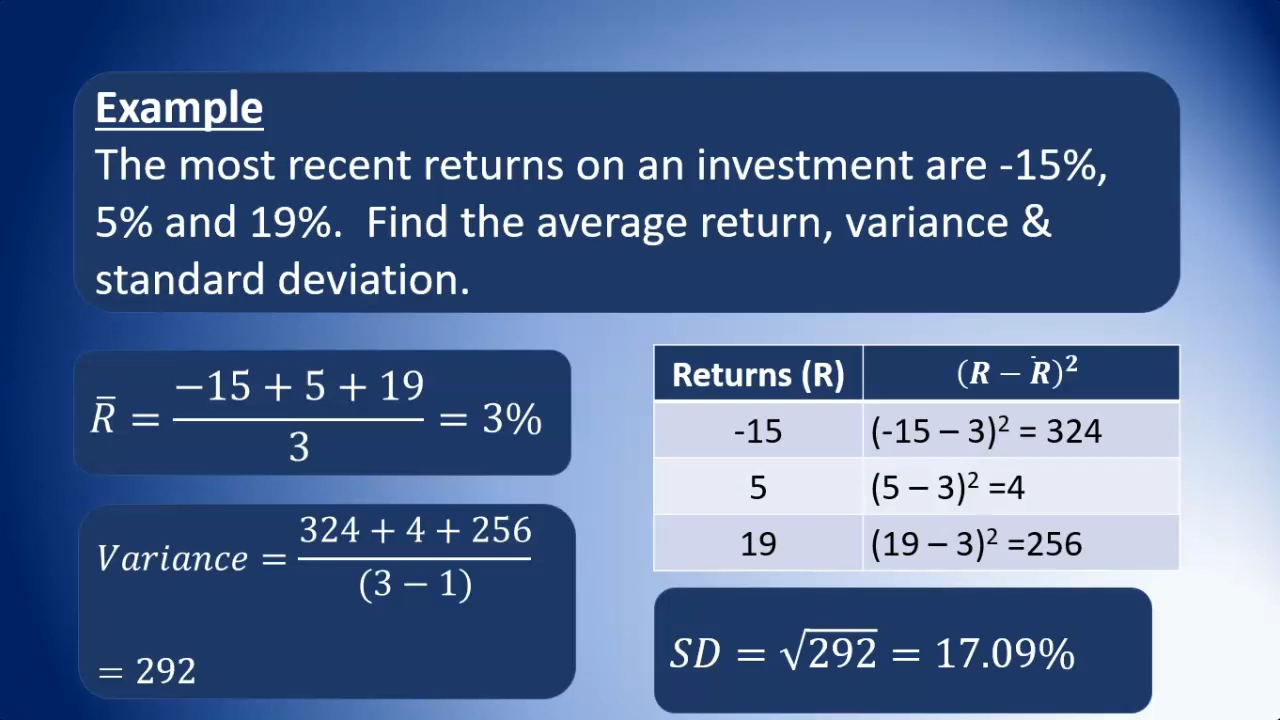 Example
The most recent returns on an investment are -15%,
5% and 19%.  Find the average return, variance &
standard deviation.
R̄ = (−15 + 5 + 19)/3 = 3%
Returns (R) (R − Ṙ)²
-15 (-15 – 3)² = 324
5 (5 – 3)² =4
19 (19 – 3)² =256
Variance = (324 + 4 + 256)/(3 − 1)
= 292
SD = √292 = 17.09%